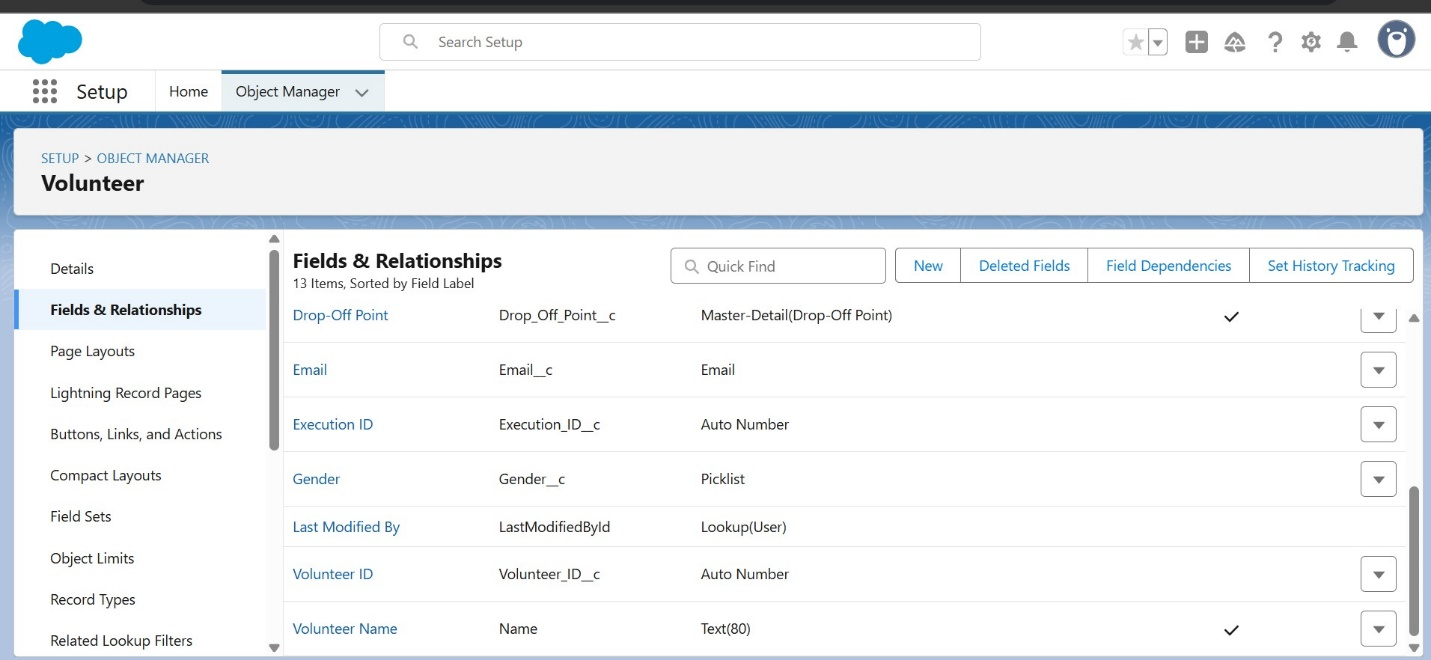 Search Setup
Setup
Home
Object Manager
SETUP > OBJECT MANAGER
Volunteer
Details
Fields & Relationships
Page Layouts
Lightning Record Pages
Buttons, Links, and Actions
Compact Layouts
Field Sets
Object Limits
Record Types
Related Lookup Filters
Fields & Relationships
13 Items, Sorted by Field Label
Quick Find
New
Deleted Fields
Field Dependencies
Set History Tracking
Drop-Off Point Drop_Off_Point__c Master-Detail(Drop-Off Point)
Email Email__c Email
Execution ID Execution_ID__c Auto Number
Gender Gender__c Picklist
Last Modified By LastModifiedById Lookup(User)
Volunteer ID Volunteer_ID__c Auto Number
Volunteer Name Name Text(80)